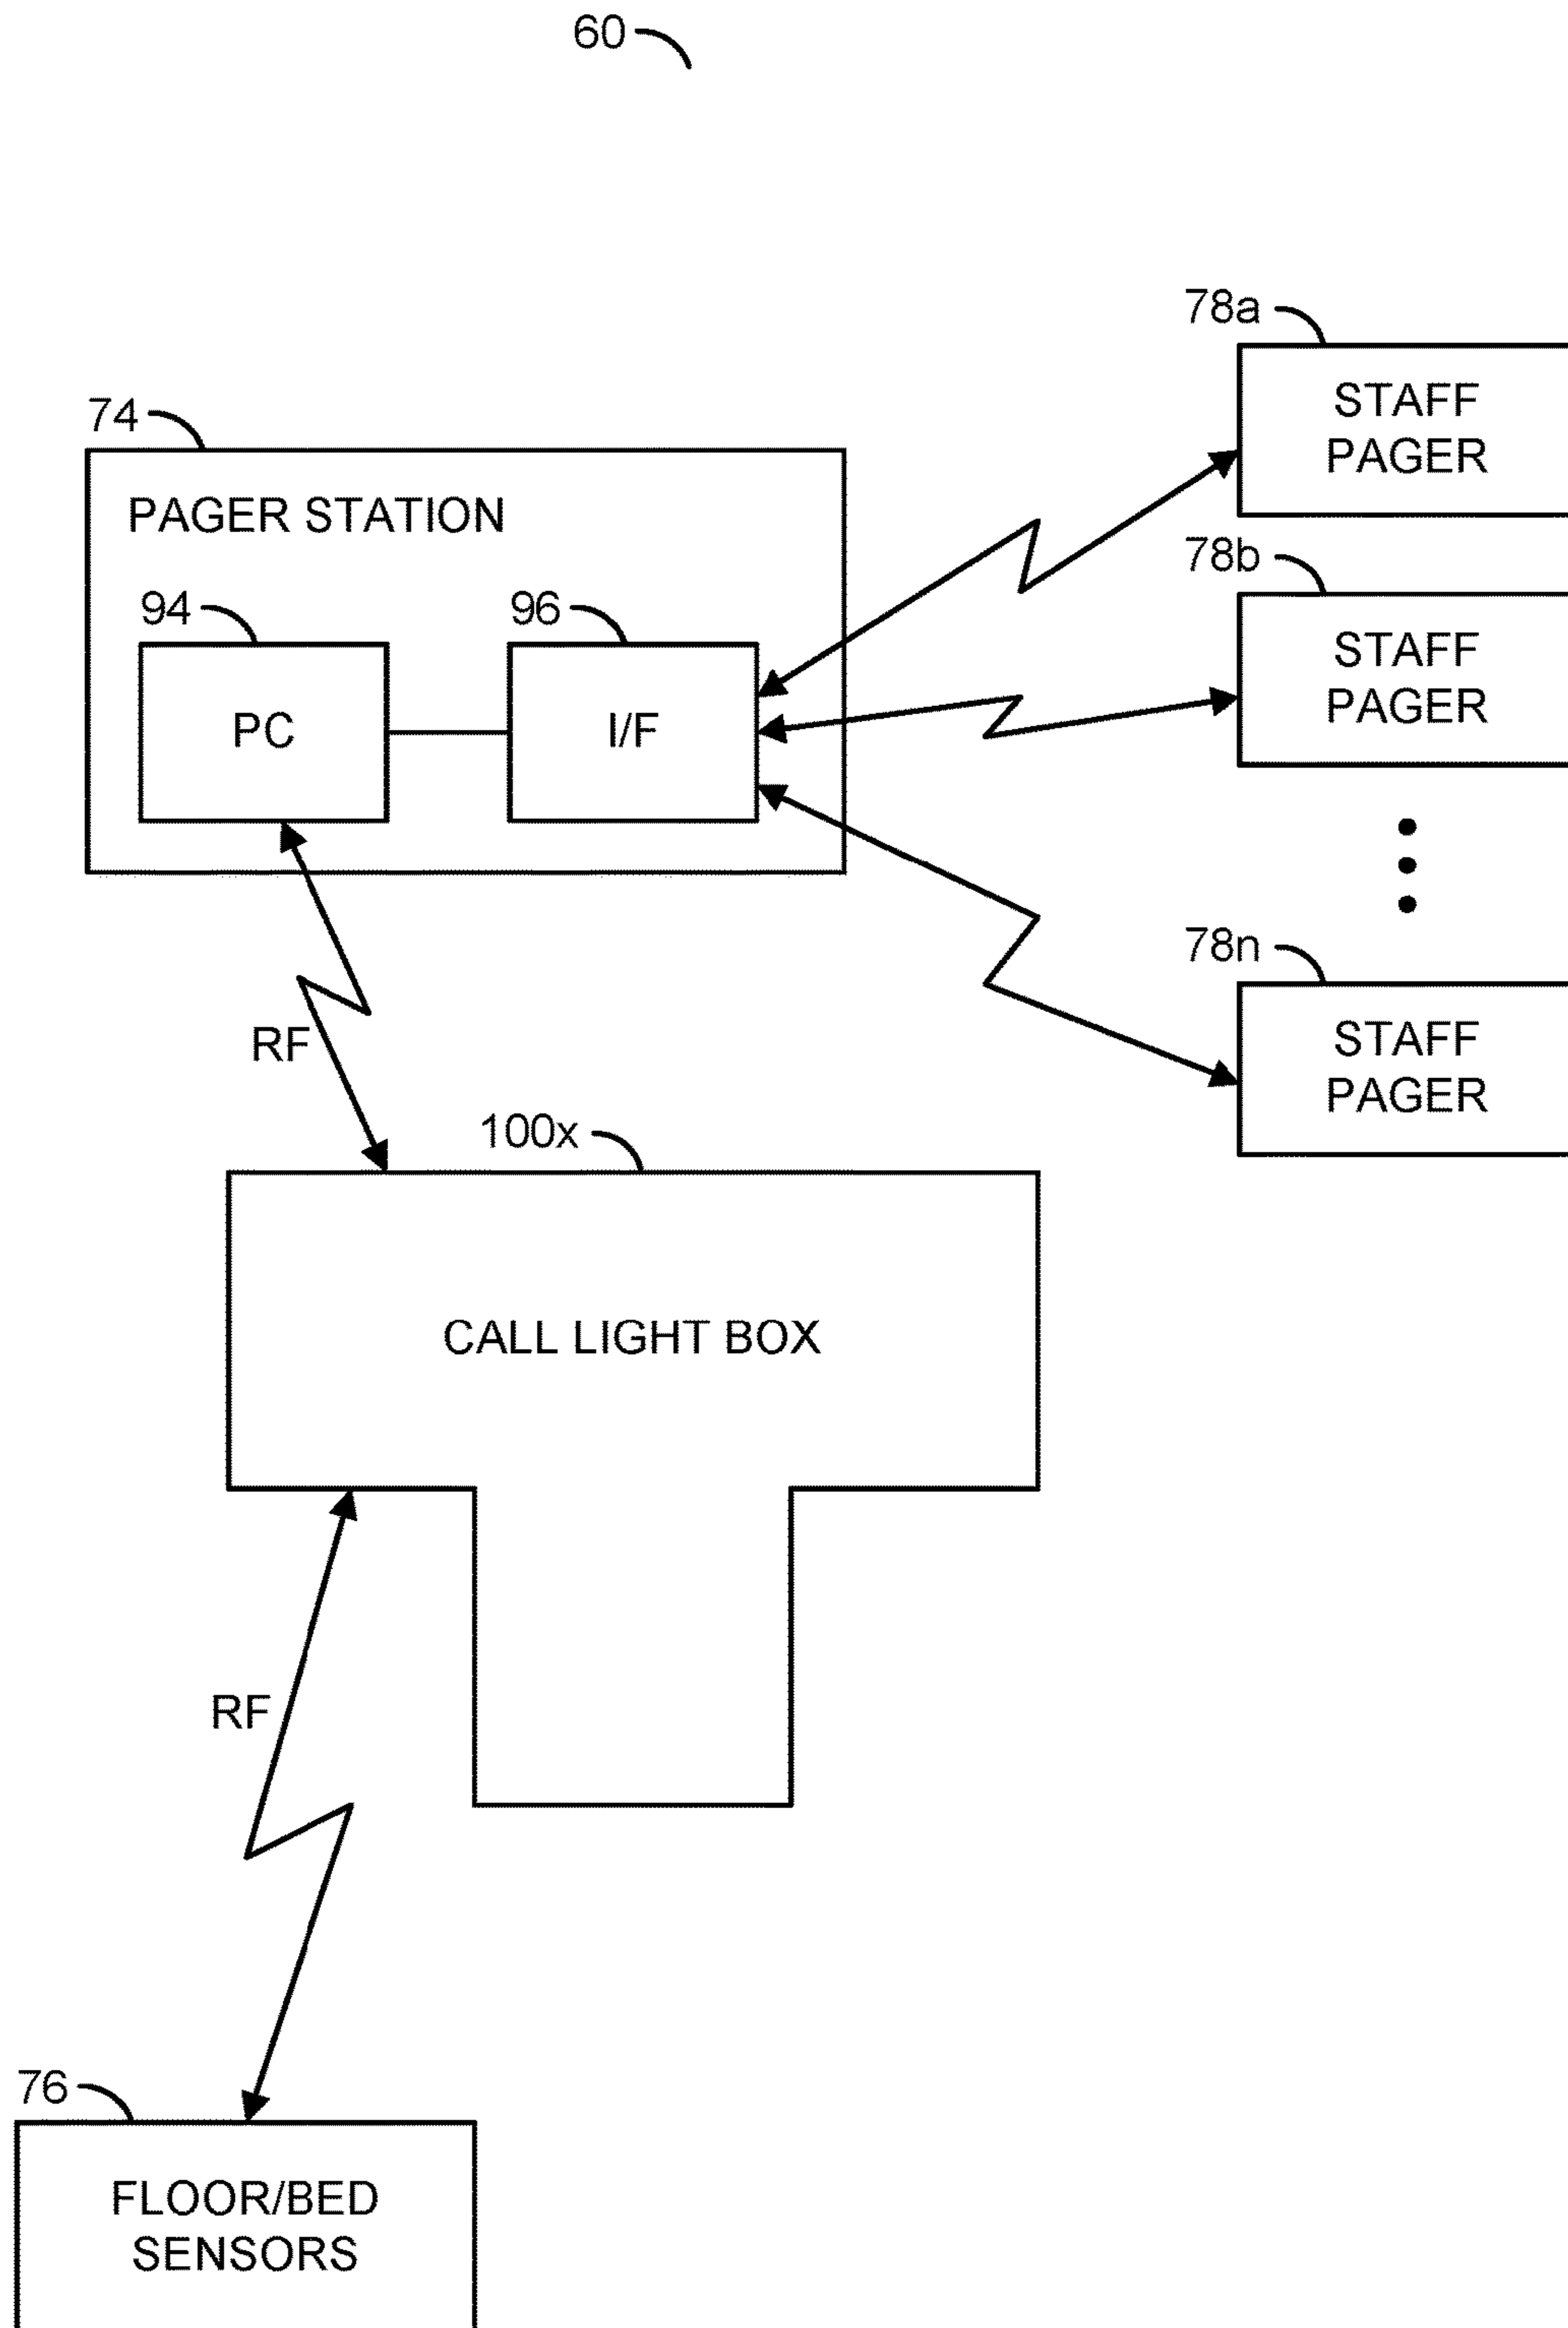 60
78a
STAFF
PAGER
74
PAGER STATION
78b
STAFF
PAGER
94
96
PC
I/F
78n
STAFF
PAGER
RF
100x
CALL LIGHT BOX
RF
76
FLOOR/BED
SENSORS